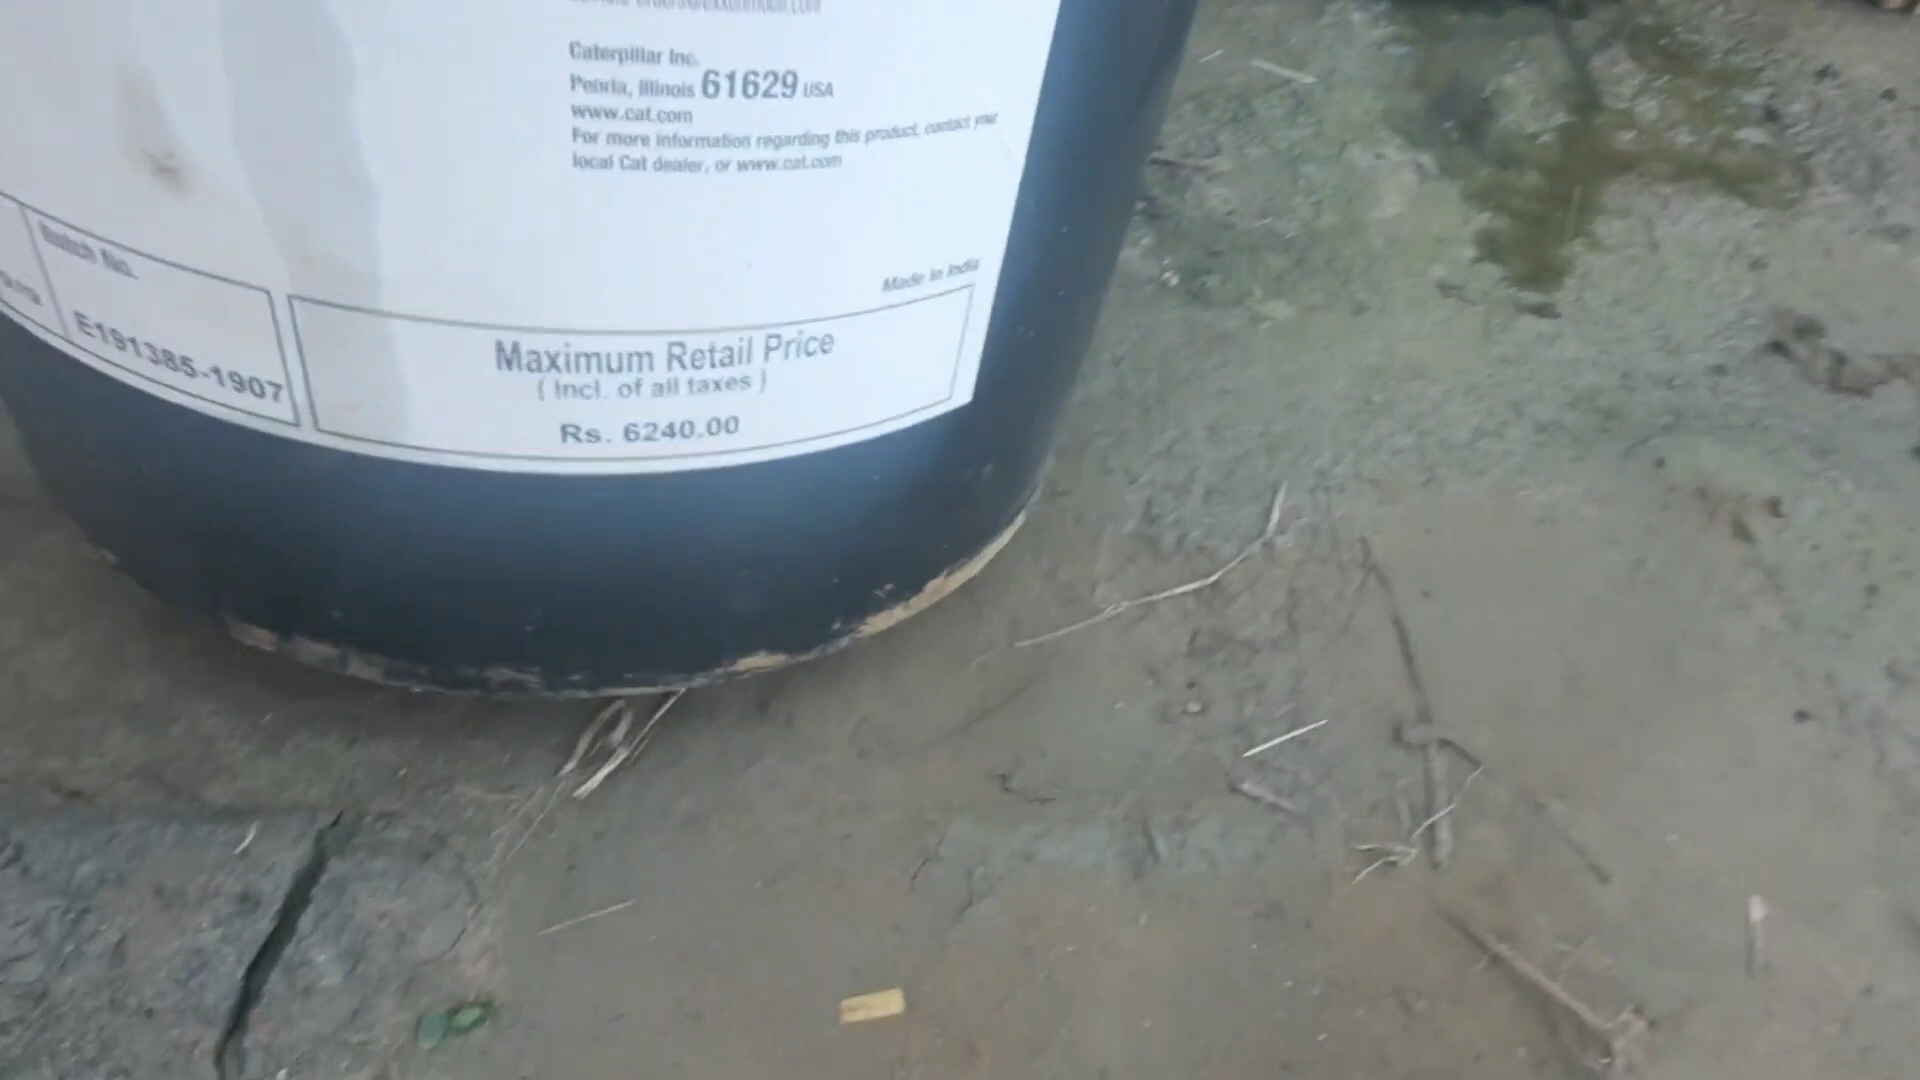 Caterpillar Inc.
Peoria, Illinois 61629 USA
www.cat.com
For more information regarding this product, contact your
local Cat dealer, or www.cat.com
Made in India
Batch No.
E191385-1907
Maximum Retail Price
( Incl. of all taxes )
Rs. 6240.00